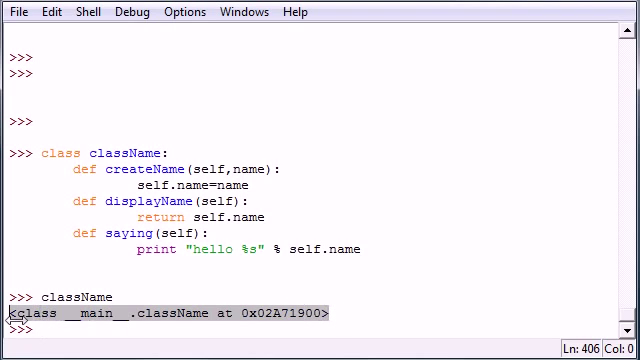 File Edit Shell Debug Options Windows Help
>>>
>>>
>>>
>>> class className:
def createName(self,name):
self.name=name
def displayName(self):
return self.name
def saying(self):
print "hello %s" % self.name
>>> className
<class __main__.className at 0x02A71900>
>>>
Ln: 406 Col: 0